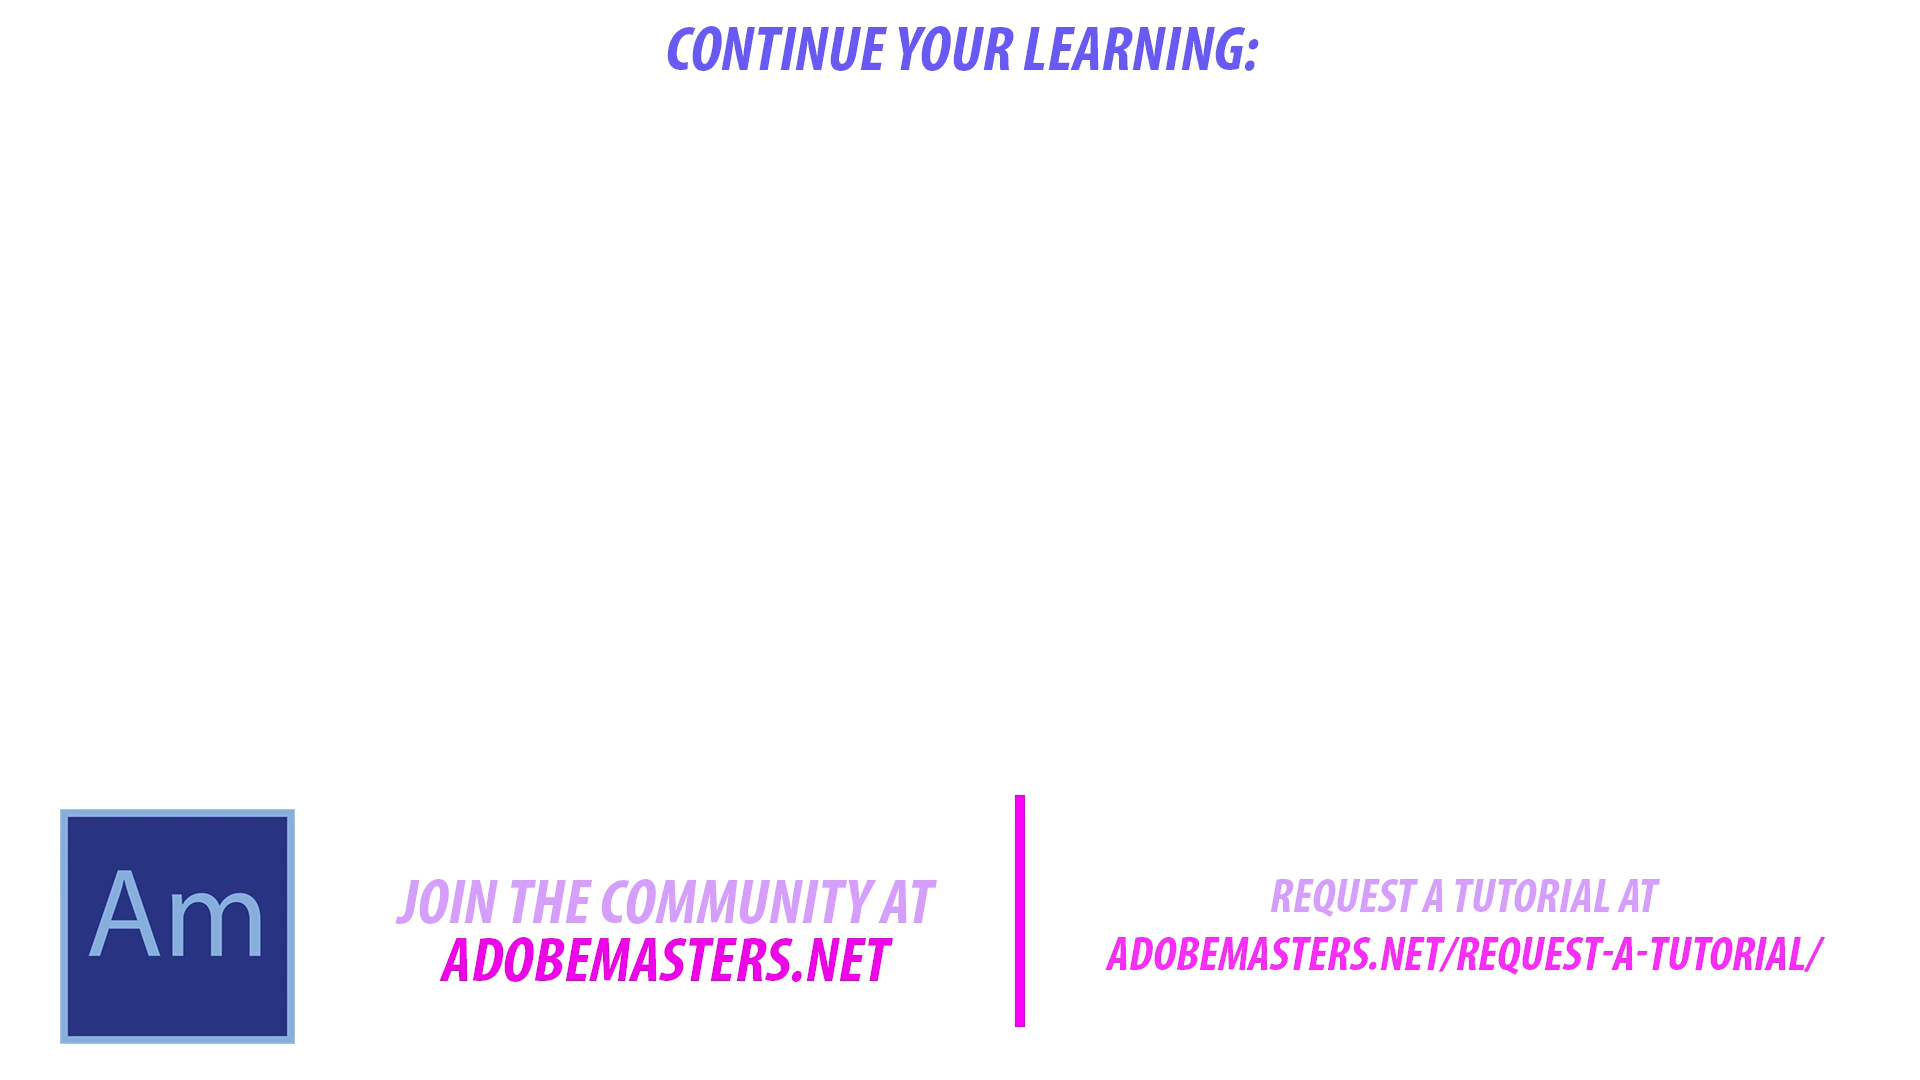 CONTINUE YOUR LEARNING:
Am
JOIN THE COMMUNITY AT
ADOBEMASTERS.NET
REQUEST A TUTORIAL AT
ADOBEMASTERS.NET/REQUEST-A-TUTORIAL/